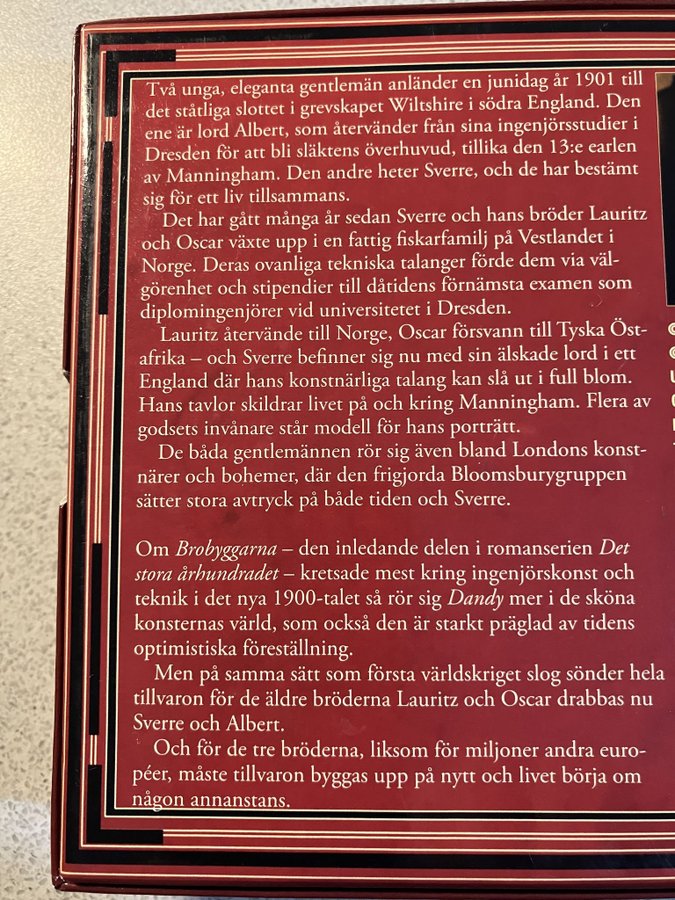 Två unga, eleganta gentlemän anländer en junidag år 1901 till
det ståtliga slottet i grevskapet Wiltshire i södra England. Den
ene är lord Albert, som återvänder från sina ingenjörsstudier i
Dresden för att bli släktens överhuvud, tillika den 13:e earlen
av Manningham. Den andre heter Sverre, och de har bestämt
sig för ett liv tillsammans.
Det har gått många år sedan Sverre och hans bröder Lauritz
och Oscar växte upp i en fattig fiskarfamilj på Vestlandet i
Norge. Deras ovanliga tekniska talanger förde dem via väl-
görenhet och stipendier till dåtidens förnämsta examen som
diplomingenjörer vid universitetet i Dresden.
Lauritz återvände till Norge, Oscar försvann till Tyska Öst-
afrika – och Sverre befinner sig nu med sin älskade lord i ett
England där hans konstnärliga talang kan slå ut i full blom.
Hans tavlor skildrar livet på och kring Manningham. Flera av
godsets invånare står modell för hans porträtt.
De båda gentlemännen rör sig även bland Londons konst-
närer och bohemer, där den frigjorda Bloomsburygruppen
sätter stora avtryck på både tiden och Sverre.
Om Brobyggarna – den inledande delen i romanserien Det
stora århundradet – kretsade mest kring ingenjörskonst och
teknik i det nya 1900-talet så rör sig Dandy mer i de sköna
konsternas värld, som också den är starkt präglad av tidens
optimistiska föreställning.
Men på samma sätt som första världskriget slog sönder hela
tillvaron för de äldre bröderna Lauritz och Oscar drabbas nu
Sverre och Albert.
Och för de tre bröderna, liksom för miljoner andra euro-
péer, måste tillvaron byggas upp på nytt och livet börja om
någon annanstans.